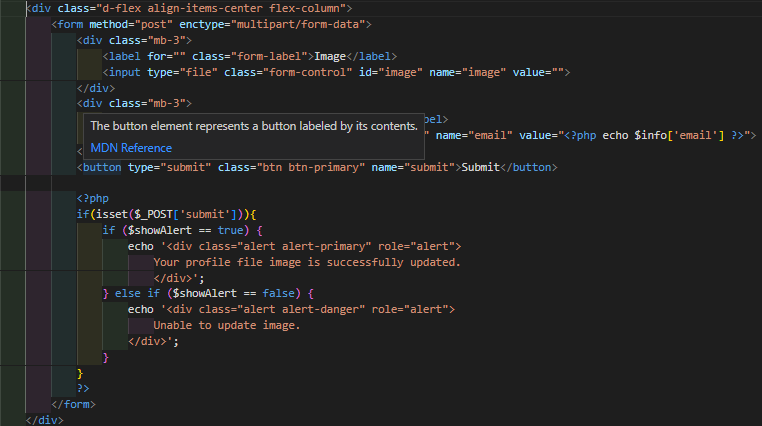 <div class="d-flex align-items-center flex-column">
<form method="post" enctype="multipart/form-data">
<div class="mb-3">
<label for="" class="form-label">Image</label>
<input type="file" class="form-control" id="image" name="image" value="">
</div>
<div class="mb-3">
bel>
The button element represents a button labeled by its contents.
" name="email" value="<?php echo $info['email'] ?>">
MDN Reference
<
<button type="submit" class="btn btn-primary" name="submit">Submit</button>
<?php
if(isset($_POST['submit'])){
if ($showAlert == true) {
echo '<div class="alert alert-primary" role="alert">
Your profile file image is successfully updated.
</div>';
} else if ($showAlert == false) {
echo '<div class="alert alert-danger" role="alert">
Unable to update image.
</div>';
}
}
?>
</form>
</div>